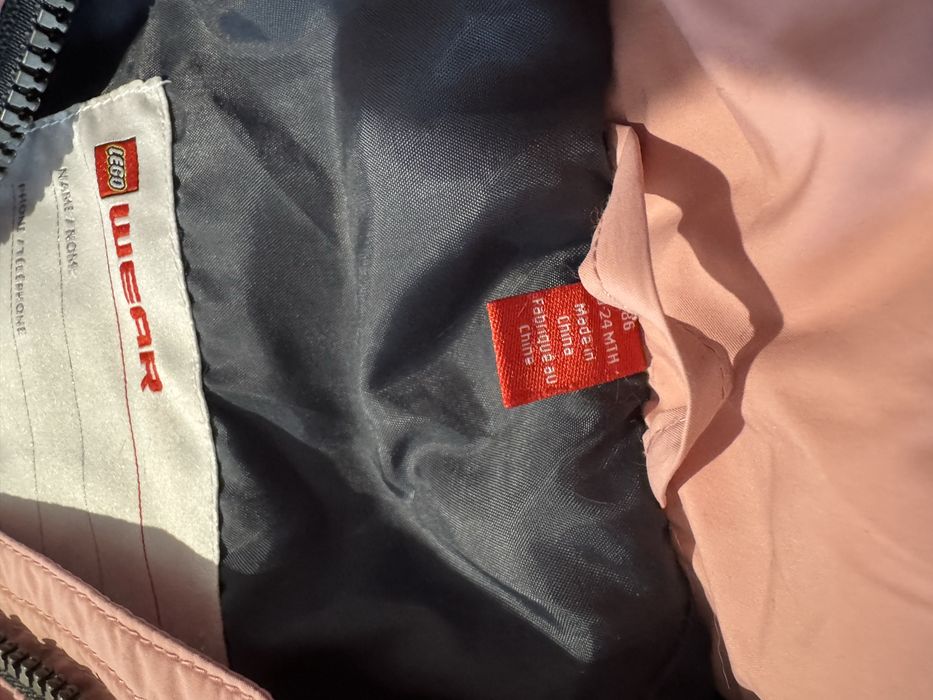 LEGO
WEAR
NAME / NOM:
PHONE / TÉLÉPHONE
86
24 MTH
Made in
China
Fabriqué au
Chine